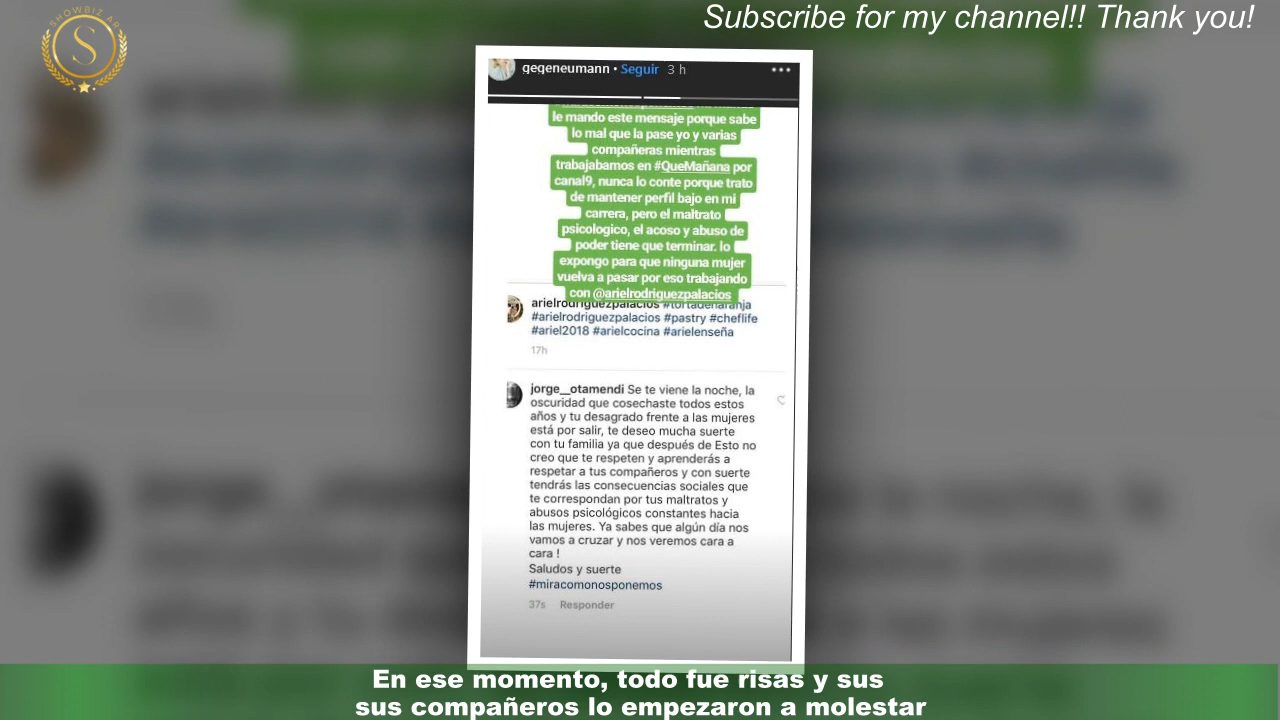 SHOWBIZ AR
S
Subscribe for my channel!! Thank you!
gegeneumann • Seguir 3 h
le mando este mensaje porque sabe
lo mal que la pase yo y varias
compañeras mientras
trabajabamos en #QueMañana por
canal9, nunca lo conte porque trato
de mantener perfil bajo en mi
carrera, pero el maltrato
psicologico, el acoso y abuso de
poder tiene que terminar. lo
expongo para que ninguna mujer
vuelva a pasar por eso trabajando
con @arielrodriguezpalacios
arielrodriguezpalacios #tortadenaranja
#arielrodriguezpalacios #pastry #cheflife
#ariel2018 #arielcocina #arielenseña
17h
jorge__otamendi Se te viene la noche, la
oscuridad que cosechaste todos estos
años y tu desagrado frente a las mujeres
está por salir, te deseo mucha suerte
con tu familia ya que después de Esto no
creo que te respeten y aprenderás a
respetar a tus compañeros y con suerte
tendrás las consecuencias sociales que
te correspondan por tus maltratos y
abusos psicológicos constantes hacia
las mujeres. Ya sabes que algún día nos
vamos a cruzar y nos veremos cara a
cara !
Saludos y suerte
#miracomonosponemos
37s Responder
En ese momento, todo fue risas y sus
sus compañeros lo empezaron a molestar